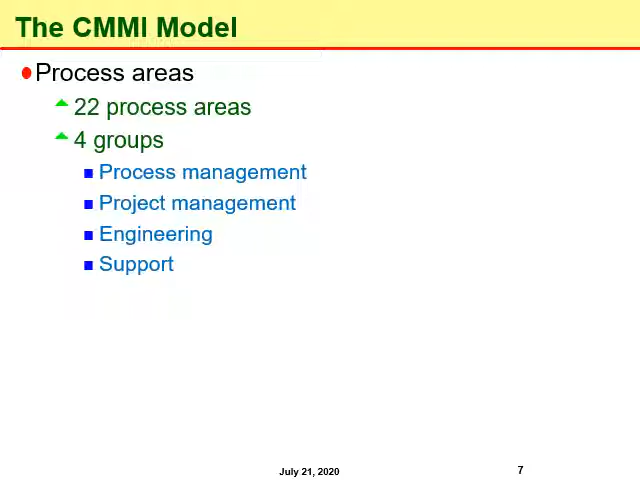 The CMMI Model
Process areas
22 process areas
4 groups
Process management
Project management
Engineering
Support
July 21, 2020
7